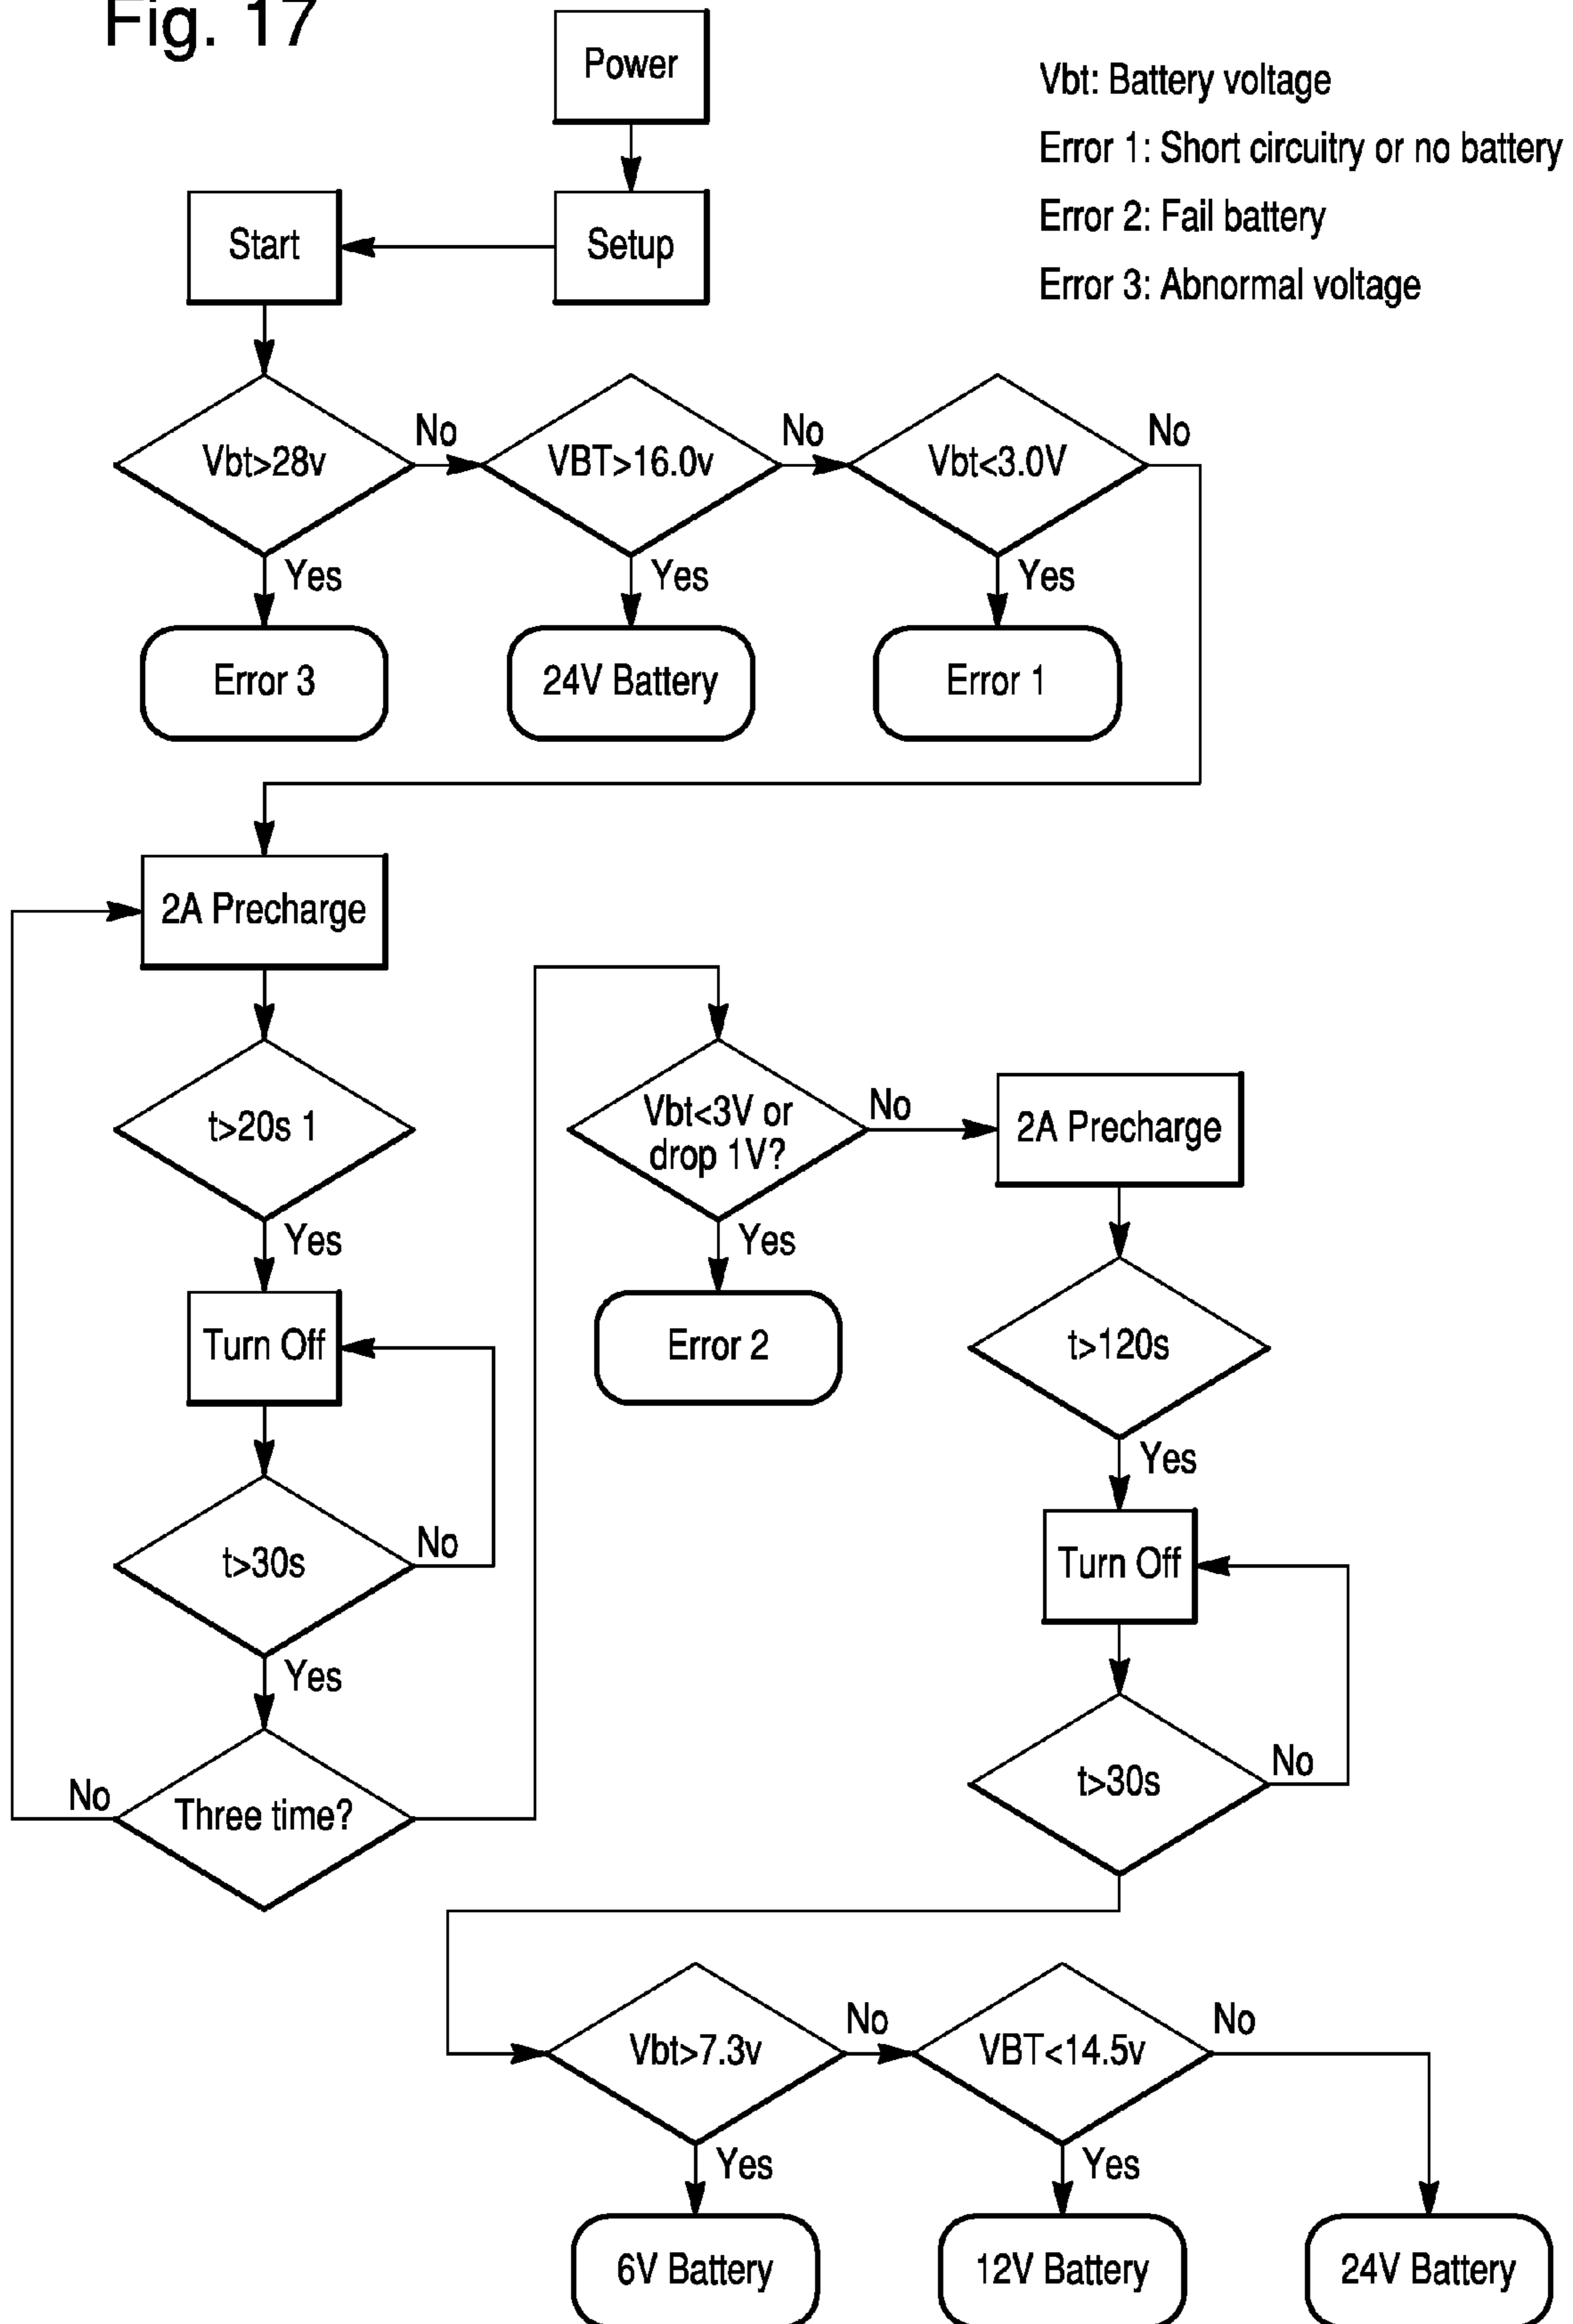 Fig. 17
Power
Vbt: Battery voltage
Error 1: Short circuitry or no battery
Error 2: Fail battery
Error 3: Abnormal voltage
Start
Setup
Vbt>28v
No
VBT>16.0v
No
Vbt<3.0V
No
Yes
Yes
Yes
Error 3
24V Battery
Error 1
2A Precharge
t>20s 1
Vbt<3V or
drop 1V?
No
2A Precharge
Yes
Yes
Turn Off
Error 2
t>120s
Yes
t>30s
No
Turn Off
Yes
No
Three time?
t>30s
No
Vbt>7.3v
No
VBT<14.5v
No
Yes
Yes
6V Battery
12V Battery
24V Battery